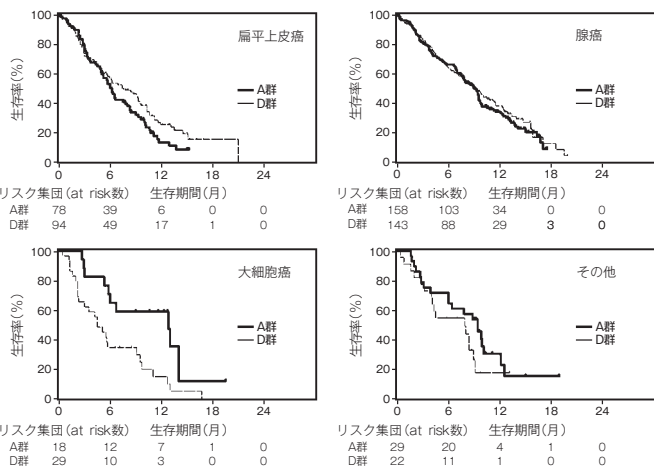 扁平上皮癌
生存率(%)
100
80
60
40
20
0
A群
D群
0 6 12 18 24
リスク集団(at risk数) 生存期間(月)
A群 78 39 6 0 0
D群 94 49 17 1 0
腺癌
生存率(%)
100
80
60
40
20
0
A群
D群
0 6 12 18 24
リスク集団(at risk数) 生存期間(月)
A群 158 103 34 0 0
D群 143 88 29 3 0
大細胞癌
生存率(%)
100
80
60
40
20
0
A群
D群
0 6 12 18 24
リスク集団(at risk数) 生存期間(月)
A群 18 12 7 1 0
D群 29 10 3 0 0
その他
生存率(%)
100
80
60
40
20
0
A群
D群
0 6 12 18 24
リスク集団(at risk数) 生存期間(月)
A群 29 20 4 1 0
D群 22 11 1 0 0